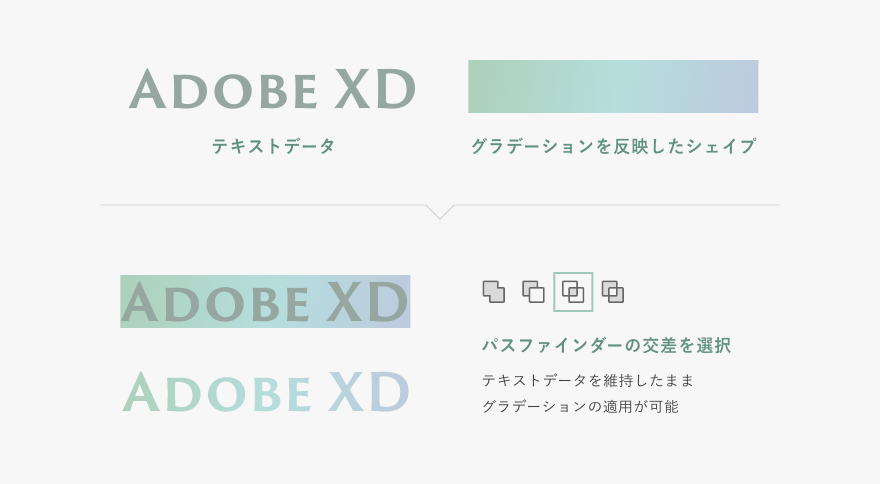 ADOBE XD
テキストデータ
グラデーションを反映したシェイプ
ADOBE XD
ADOBE XD
パスファインダーの交差を選択
テキストデータを維持したまま
グラデーションの適用が可能